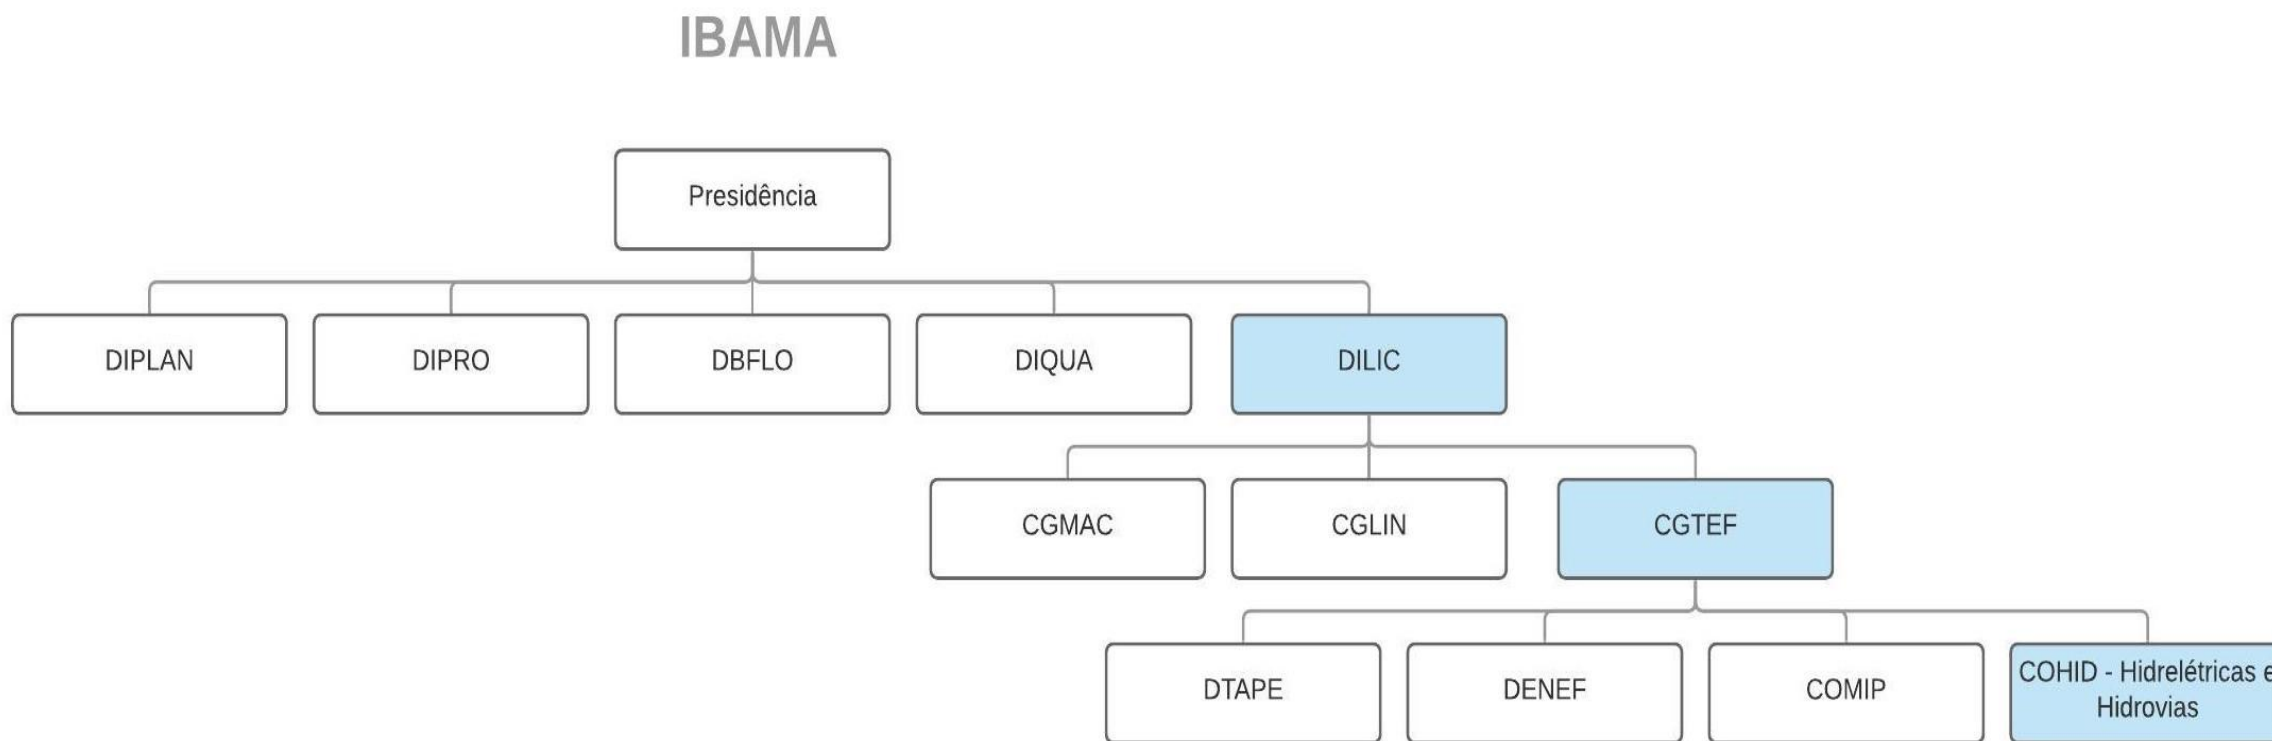 IBAMA
Presidência
DIPLAN
DIPRO
DBFLO
DIQUA
DILIC
CGMAC
CGLIN
CGTEF
DTAPE
DENEF
COMIP
COHID - Hidrelétricas e
Hidrovias